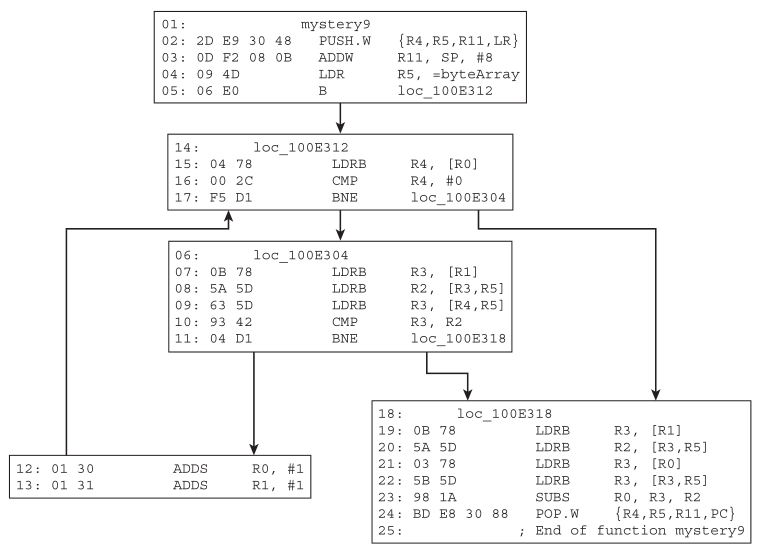 01: mystery9
02: 2D E9 30 48 PUSH.W {R4,R5,R11,LR}
03: 0D F2 08 0B ADDW R11, SP, #8
04: 09 4D LDR R5, =byteArray
05: 06 E0 B loc_100E312
14: loc_100E312
15: 04 78 LDRB R4, [R0]
16: 00 2C CMP R4, #0
17: F5 D1 BNE loc_100E304
06: loc_100E304
07: 0B 78 LDRB R3, [R1]
08: 5A 5D LDRB R2, [R3,R5]
09: 63 5D LDRB R3, [R4,R5]
10: 93 42 CMP R3, R2
11: 04 D1 BNE loc_100E318
12: 01 30 ADDS R0, #1
13: 01 31 ADDS R1, #1
18: loc_100E318
19: 0B 78 LDRB R3, [R1]
20: 5A 5D LDRB R2, [R3,R5]
21: 03 78 LDRB R3, [R0]
22: 5B 5D LDRB R3, [R3,R5]
23: 98 1A SUBS R0, R3, R2
24: BD E8 30 88 POP.W {R4,R5,R11,PC}
25: ; End of function mystery9